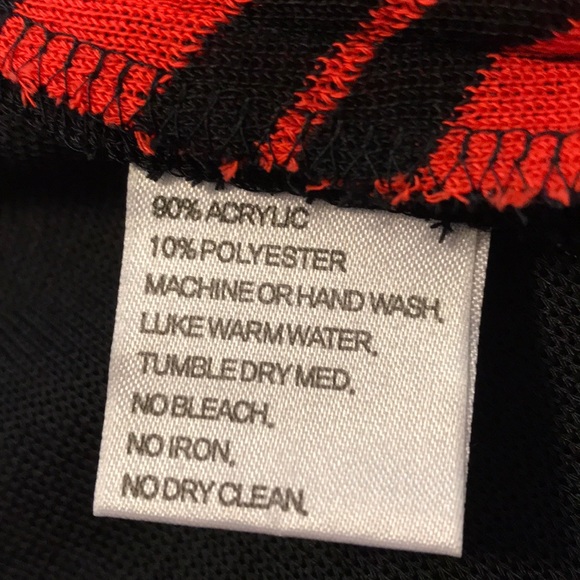 90% ACRYLIC
10% POLYESTER
MACHINE OR HAND WASH.
LUKE WARM WATER.
TUMBLE DRY MED.
NO BLEACH.
NO IRON.
NO DRY CLEAN.